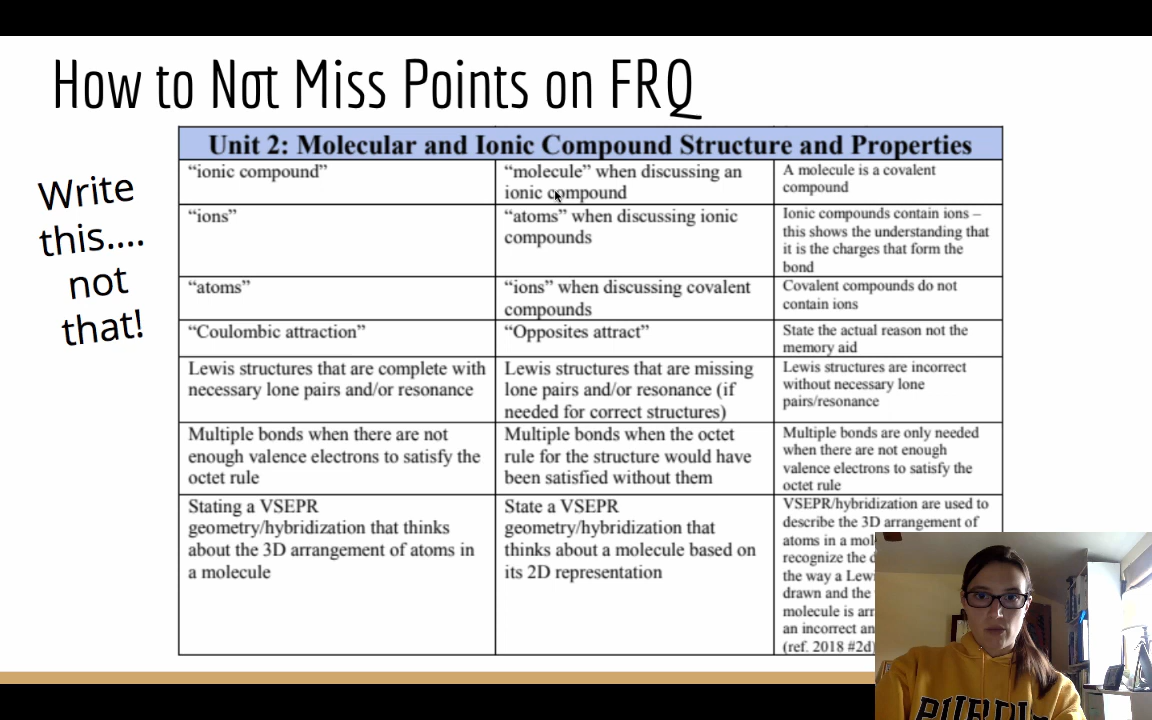 How to Not Miss Points on FRQ
Write
this....
not
that!
Unit 2: Molecular and Ionic Compound Structure and Properties
“ionic compound”
“molecule” when discussing an
ionic compound
A molecule is a covalent
compound
“ions”
“atoms” when discussing ionic
compounds
Ionic compounds contain ions –
this shows the understanding that
it is the charges that form the
bond
“atoms”
“ions” when discussing covalent
compounds
Covalent compounds do not
contain ions
“Coulombic attraction”
“Opposites attract”
State the actual reason not the
memory aid
Lewis structures that are complete with
necessary lone pairs and/or resonance
Lewis structures that are missing
lone pairs and/or resonance (if
needed for correct structures)
Lewis structures are incorrect
without necessary lone
pairs/resonance
Multiple bonds when there are not
enough valence electrons to satisfy the
octet rule
Multiple bonds when the octet
rule for the structure would have
been satisfied without them
Multiple bonds are only needed
when there are not enough
valence electrons to satisfy the
octet rule
Stating a VSEPR
geometry/hybridization that thinks
about the 3D arrangement of atoms in
a molecule
State a VSEPR
geometry/hybridization that
thinks about a molecule based on
its 2D representation
VSEPR/hybridization are used to
describe the 3D arrangement of
atoms in a
recognize the
the way a
drawn and the
molecule is
an incorrect
(ref. 2018 #2d)
PURDUE